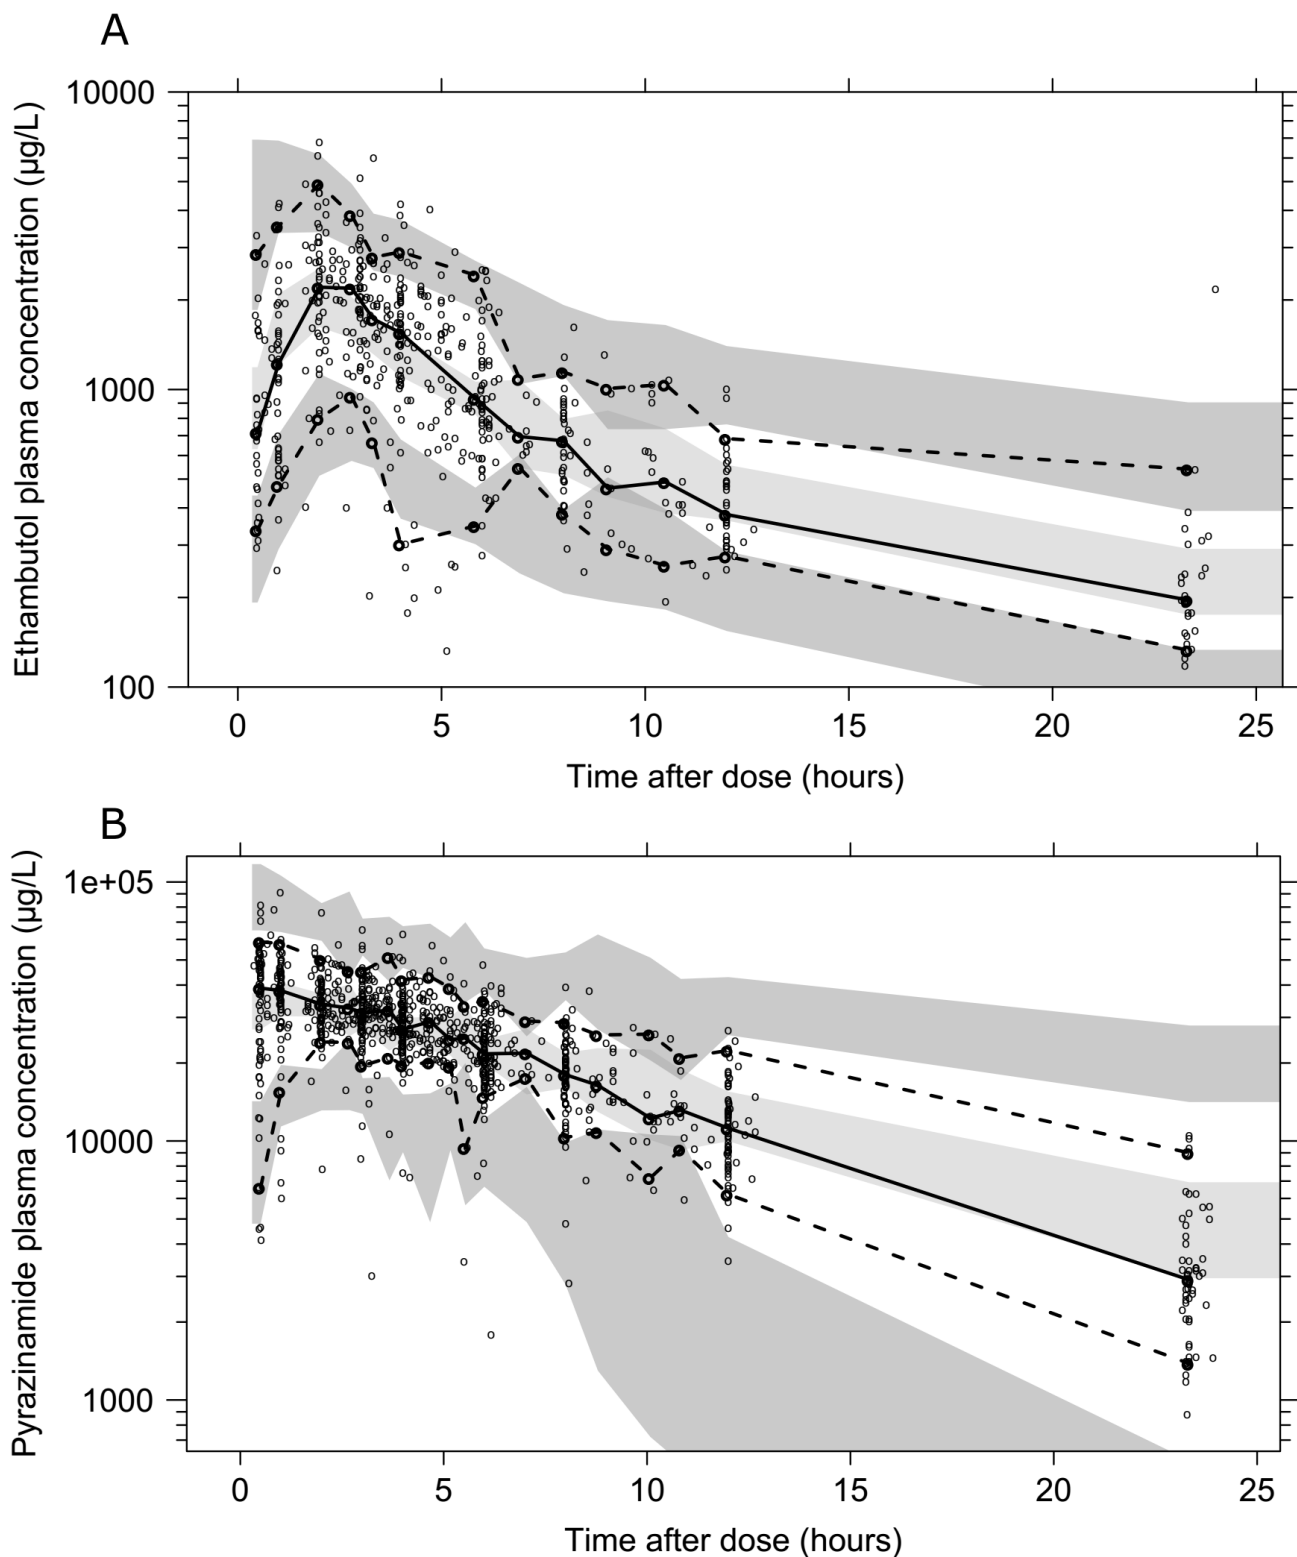 A
Ethambutol plasma concentration (µg/L)
10000
1000
100
0 5 10 15 20 25
Time after dose (hours)
B
Pyrazinamide plasma concentration (µg/L)
1e+05
10000
1000
0 5 10 15 20 25
Time after dose (hours)